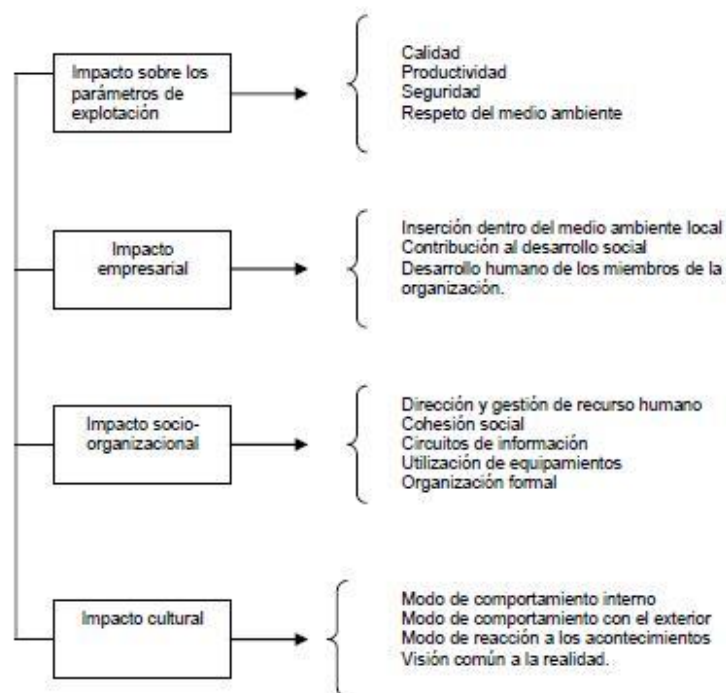 Impacto sobre los
parámetros de
explotación
Calidad
Productividad
Seguridad
Respeto del medio ambiente
Impacto
empresarial
Inserción dentro del medio ambiente local
Contribución al desarrollo social
Desarrollo humano de los miembros de la
organización.
Impacto socio-
organizacional
Dirección y gestión de recurso humano
Cohesión social
Circuitos de información
Utilización de equipamientos
Organización formal
Impacto cultural
Modo de comportamiento interno
Modo de comportamiento con el exterior
Modo de reacción a los acontecimientos
Visión común a la realidad.